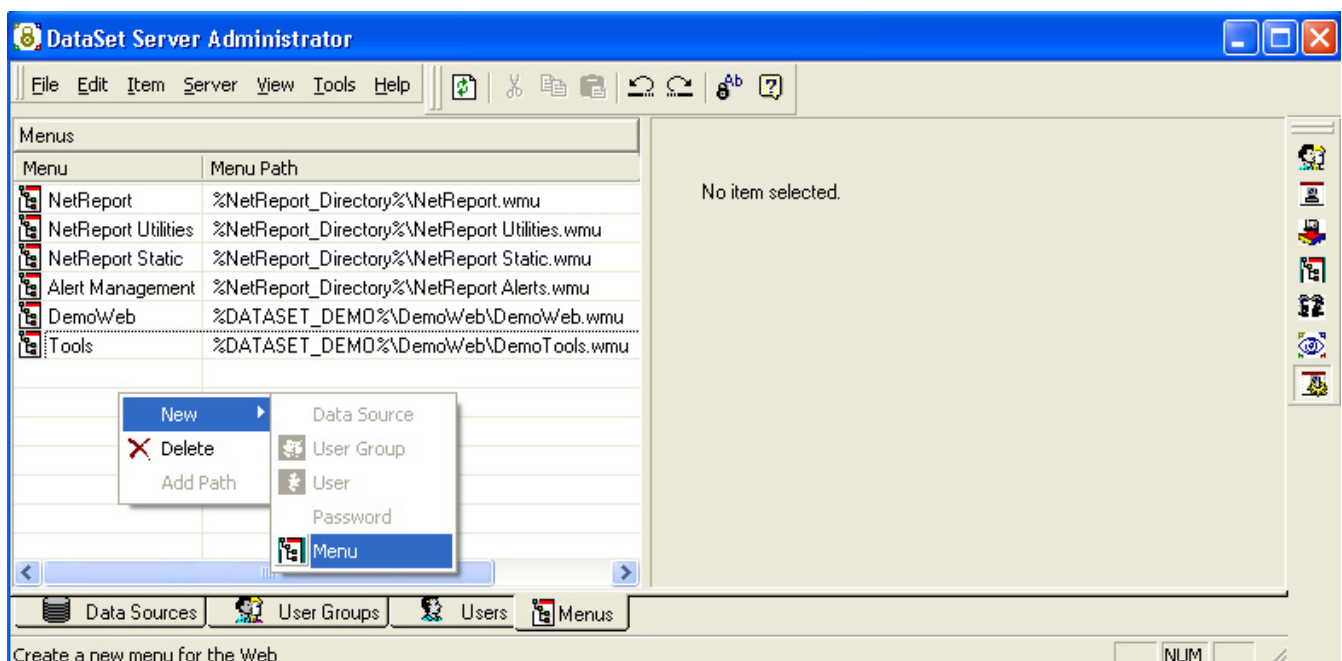 DataSet Server Administrator
File Edit Item Server View Tools Help
Menus
Menu Menu Path
NetReport %NetReport_Directory%\NetReport.wmu
NetReport Utilities %NetReport_Directory%\NetReport Utilities.wmu
NetReport Static %NetReport_Directory%\NetReport Static.wmu
Alert Management %NetReport_Directory%\NetReport Alerts.wmu
DemoWeb %DATASET_DEMO%\DemoWeb\DemoWeb.wmu
Tools %DATASET_DEMO%\DemoWeb\DemoTools.wmu
No item selected.
New
Delete
Add Path
Data Source
User Group
User
Password
Menu
Data Sources User Groups Users Menus
Create a new menu for the Web NUM